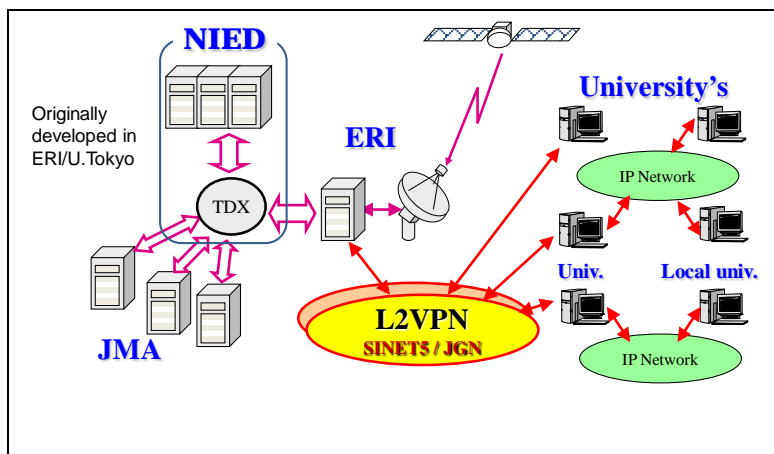 NIED
Originally
developed in
ERI/U.Tokyo
ERI
University's
IP Network
TDX
Univ.
Local univ.
JMA
L2VPN
SINET5 / JGN
IP Network